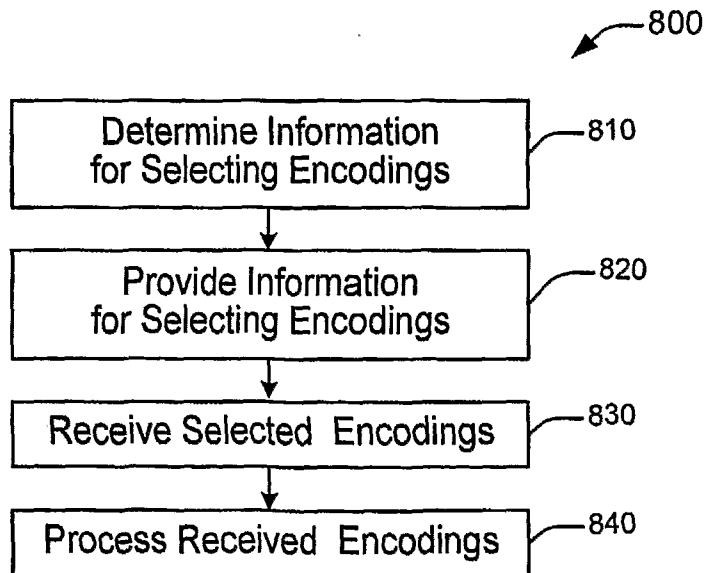 800
Determine Information
for Selecting Encodings
810
Provide Information
for Selecting Encodings
820
Receive Selected Encodings
830
Process Received Encodings
840